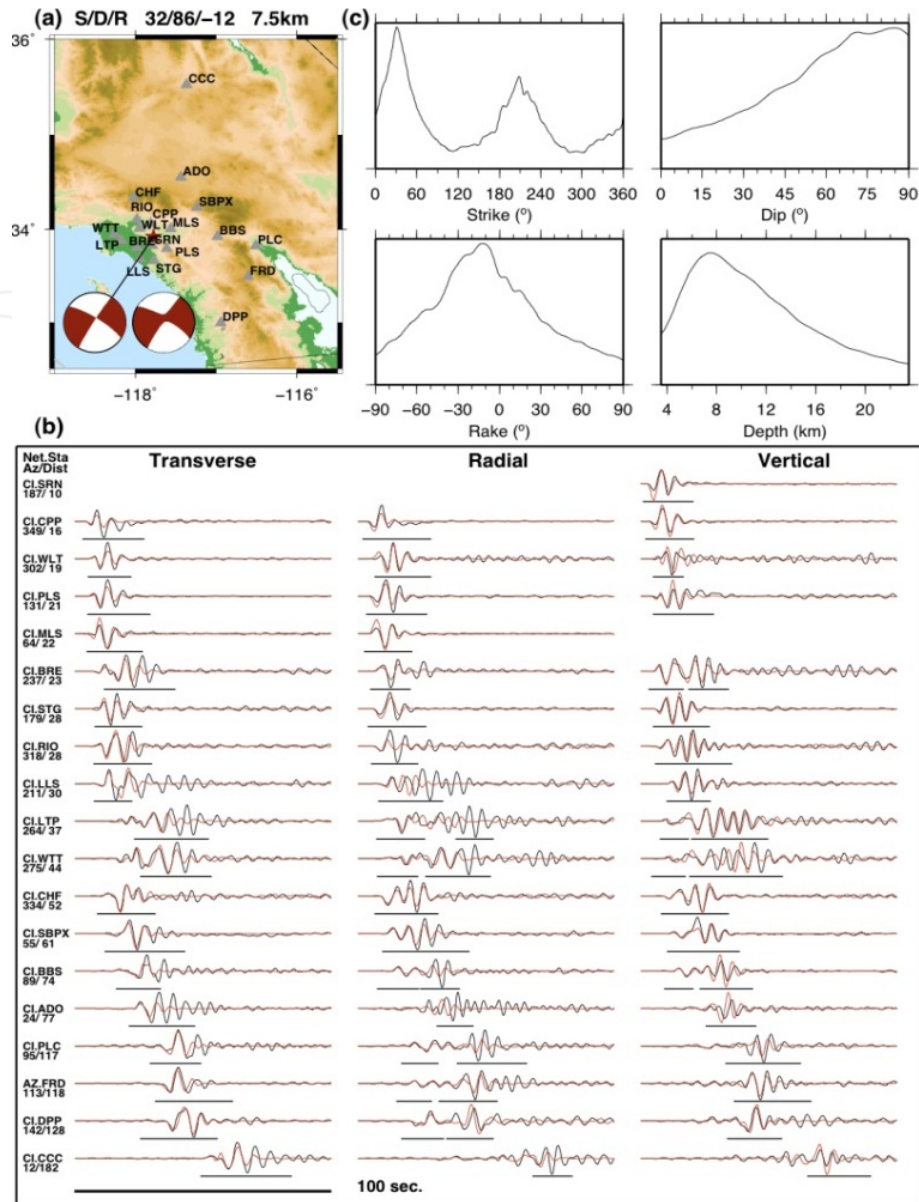 (a) S/D/R 32/86/-12 7.5km
36°
34°
CCC
ADO
CHF
SBPX
RIO
CPP
WTT
WLT
MLS
BBS
LTP
BRE
SRN
PLC
PLS
LLS
STG
FRD
DPP
-118°
-116°
(c)
0 60 120 180 240 300 360
Strike (°)
0 15 30 45 60 75 90
Dip (°)
-90 -60 -30 0 30 60 90
Rake (°)
4 8 12 16 20
Depth (km)
(b)
Net.Sta
Az/Dist
Transverse
Radial
Vertical
CI.SRN
187/ 10
CI.CPP
349/ 16
CI.WLT
302/ 19
CI.PLS
131/ 21
CI.MLS
64/ 22
CI.BRE
237/ 23
CI.STG
179/ 28
CI.RIO
318/ 28
CI.LLS
211/ 30
CI.LTP
264/ 37
CI.WTT
275/ 44
CI.CHF
334/ 52
CI.SBPX
55/ 61
CI.BBS
89/ 74
CI.ADO
24/ 77
CI.PLC
95/117
AZ.FRD
113/118
CI.DPP
142/128
CI.CCC
12/182
100 sec.